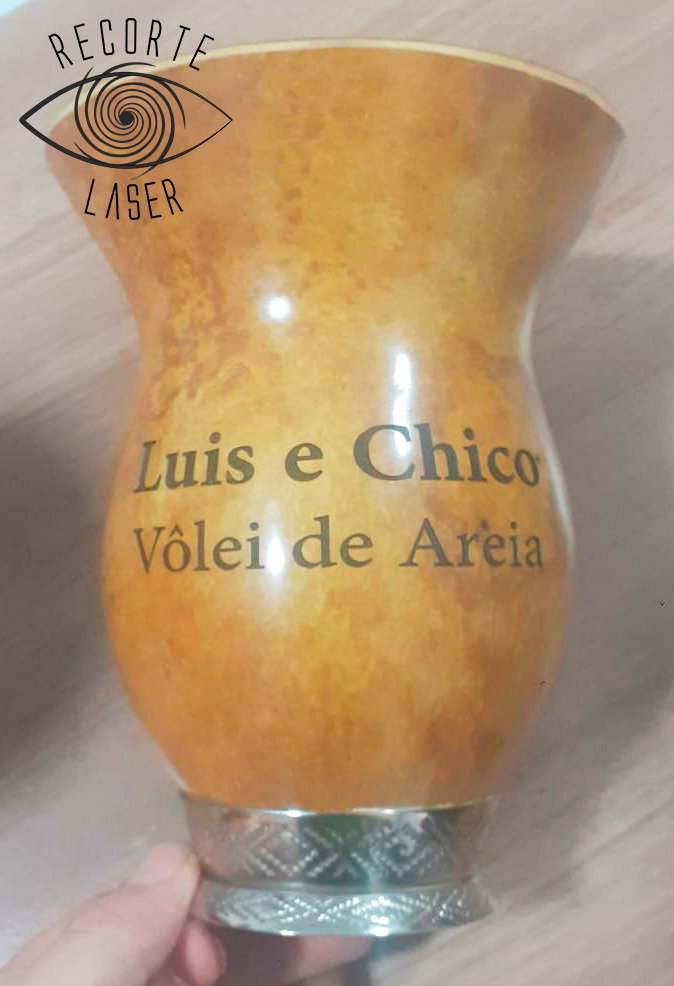 RECORTE
LASER
Luis e Chico
Vôlei de Areia